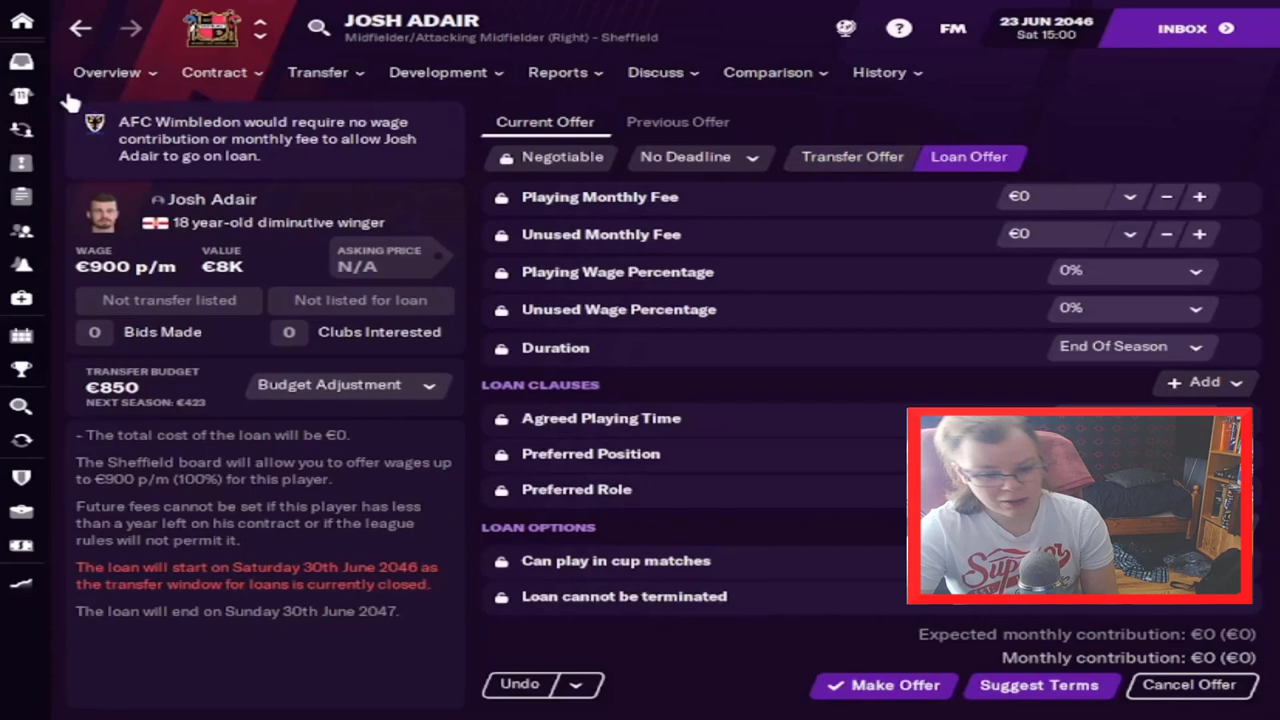 JOSH ADAIR
Midfielder/Attacking Midfielder (Right) - Sheffield
?
FM
23 JUN 2046
Sat 15:00
INBOX
Overview
Contract
Transfer
Development
Reports
Discuss
Comparison
History
AFC Wimbledon would require no wage
contribution or monthly fee to allow Josh
Adair to go on loan.
Josh Adair
18 year-old diminutive winger
WAGE
€900 p/m
VALUE
€8K
ASKING PRICE
N/A
Not transfer listed
Not listed for loan
0 Bids Made
0 Clubs Interested
TRANSFER BUDGET
€850
NEXT SEASON: €423
Budget Adjustment
- The total cost of the loan will be €0.
The Sheffield board will allow you to offer wages up
to €900 p/m (100%) for this player.
Future fees cannot be set if this player has less
than a year left on his contract or if the league
rules will not permit it.
The loan will start on Saturday 30th June 2046 as
the transfer window for loans is currently closed.
The loan will end on Sunday 30th June 2047.
Current Offer
Previous Offer
Negotiable
No Deadline
Transfer Offer
Loan Offer
Playing Monthly Fee €0 - +
Unused Monthly Fee €0 - +
Playing Wage Percentage 0%
Unused Wage Percentage 0%
Duration End Of Season
LOAN CLAUSES
+ Add
Agreed Playing Time
Preferred Position
Preferred Role
LOAN OPTIONS
Can play in cup matches
Loan cannot be terminated
Expected monthly contribution: €0 (€0)
Monthly contribution: €0 (€0)
Undo
Make Offer
Suggest Terms
Cancel Offer